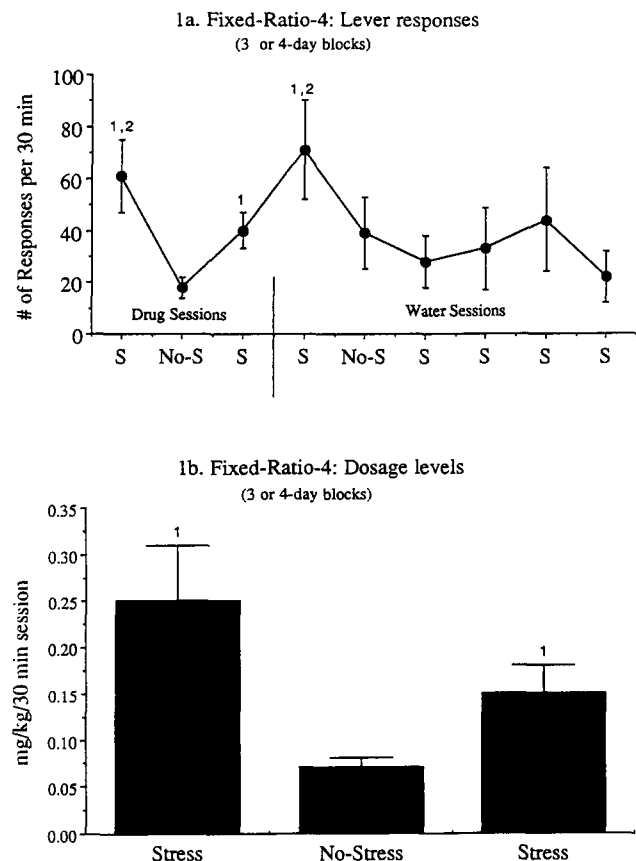 1a. Fixed-Ratio-4: Lever responses
(3 or 4-day blocks)
# of Responses per 30 min
100
80
60
40
20
0
1,2
1
1,2
Drug Sessions
Water Sessions
S No-S S S No-S S S S S
1b. Fixed-Ratio-4: Dosage levels
(3 or 4-day blocks)
mg/kg/30 min session
0.35
0.30
0.25
0.20
0.15
0.10
0.05
0.00
1
1
Stress No-Stress Stress